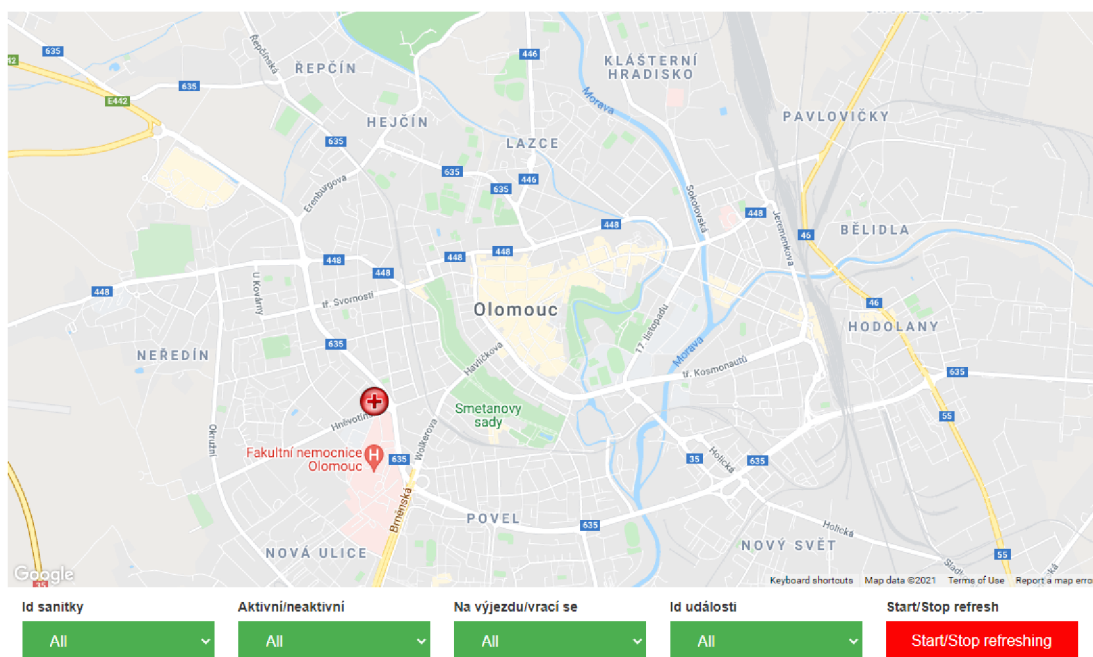 635
446
KLÁŠTERNÍ
HRADISKO
Řepčínská
ŘEPČÍN
635
E442
Morava
PAVLOVIČKY
HEJČÍN
635
LAZCE
635
446
635
Erenburgova
Sokolovská
448
448
Jeremenkova
46
BĚLIDLA
448
448
448
448
U Kovárny
448
tř. Svornosti
46
Olomouc
17. listopadu
HODOLANY
635
NEŘEDÍN
Havlíčkova
Morava
tř. Kosmonautů
635
Smetanovy
sady
55
Okružní
Wolkerova
Fakultní nemocnice
Olomouc
H
635
35
Holická
635
Brněnská
POVEL
635
Holická
NOVÁ ULICE
NOVÝ SVĚT
55
Google
Keyboard shortcuts Map data ©2021 Terms of Use Report a map error
Id sanitky Aktivní/neaktivní Na výjezdu/vrací se Id události Start/Stop refresh
All All All All Start/Stop refreshing